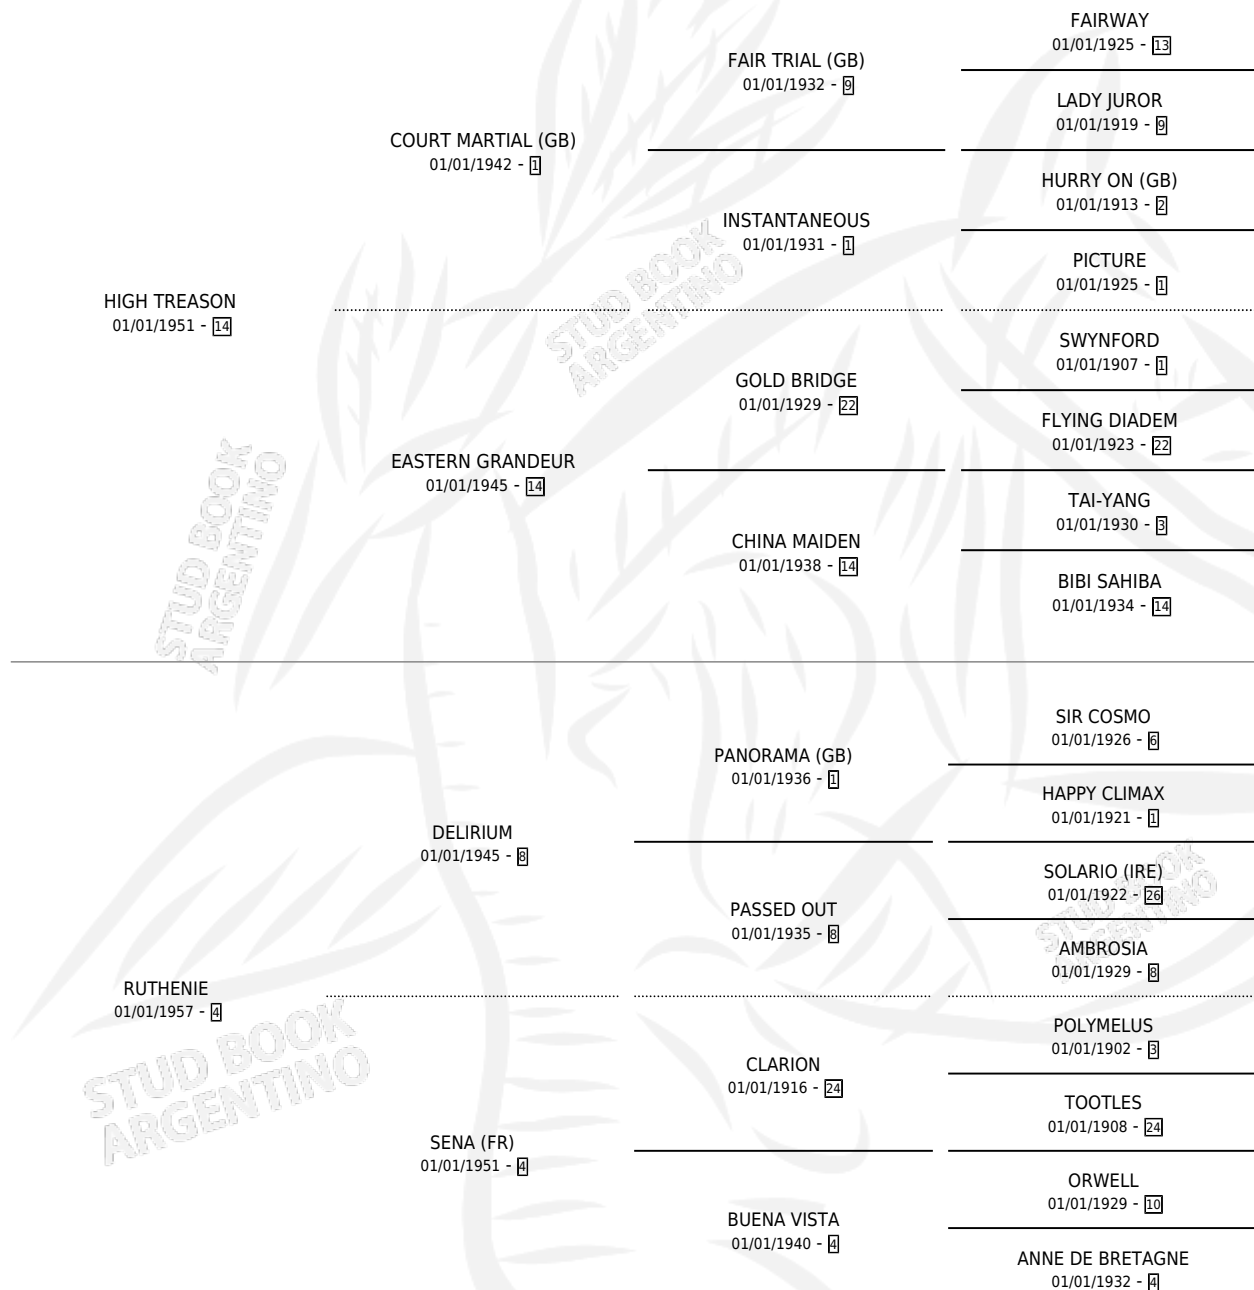 FAIRWAY
01/01/1925 - 13
FAIR TRIAL (GB)
01/01/1932 - 9
LADY JUROR
01/01/1919 - 9
COURT MARTIAL (GB)
01/01/1942 - 1
HURRY ON (GB)
01/01/1913 - 2
INSTANTANEOUS
01/01/1931 - 1
PICTURE
01/01/1925 - 1
HIGH TREASON
01/01/1951 - 14
SWYNFORD
01/01/1907 - 1
GOLD BRIDGE
01/01/1929 - 22
FLYING DIADEM
01/01/1923 - 22
EASTERN GRANDEUR
01/01/1945 - 14
TAI-YANG
01/01/1930 - 3
CHINA MAIDEN
01/01/1938 - 14
BIBI SAHIBA
01/01/1934 - 14
SIR COSMO
01/01/1926 - 6
PANORAMA (GB)
01/01/1936 - 1
HAPPY CLIMAX
01/01/1921 - 1
DELIRIUM
01/01/1945 - 8
SOLARIO (IRE)
01/01/1922 - 26
PASSED OUT
01/01/1935 - 8
AMBROSIA
01/01/1929 - 8
RUTHENIE
01/01/1957 - 4
POLYMELUS
01/01/1902 - 3
CLARION
01/01/1916 - 24
TOOTLES
01/01/1908 - 24
SENA (FR)
01/01/1951 - 4
ORWELL
01/01/1929 - 10
BUENA VISTA
01/01/1940 - 4
ANNE DE BRETAGNE
01/01/1932 - 4
STUD BOOK
ARGENTINO
STUD BOOK
ARGENTINO
STUD BOOK
ARGENTINO
STUD BOOK
ARGENTINO